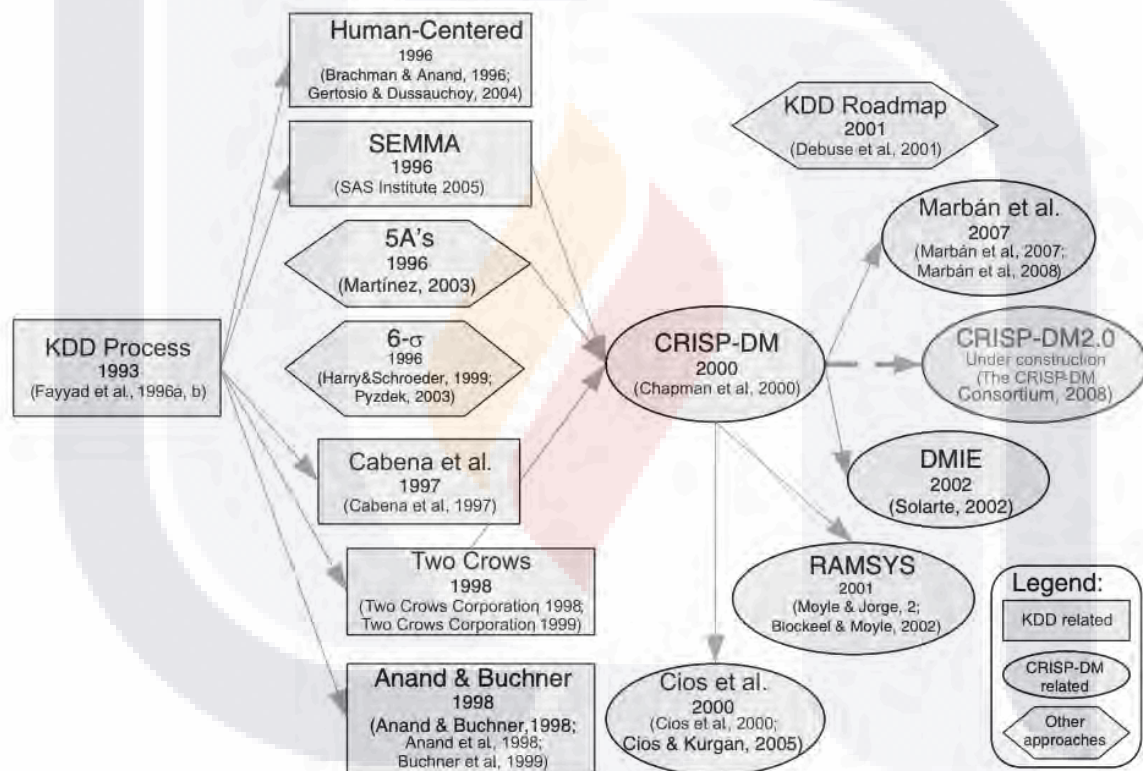 Human-Centered
1996
(Brachman & Anand, 1996;
Gertosio & Dussauchoy, 2004)
SEMMA
1996
(SAS Institute 2005)
5A's
1996
(Martínez, 2003)
6-σ
1996
(Harry&Schroeder, 1999;
Pyzdek, 2003)
KDD Process
1993
(Fayyad et al., 1996a, b)
Cabena et al.
1997
(Cabena et al, 1997)
Two Crows
1998
(Two Crows Corporation 1998;
Two Crows Corporation 1999)
Anand & Buchner
1998
(Anand & Buchner,1998;
Anand et al, 1998;
Buchner et al, 1999)
CRISP-DM
2000
(Chapman et al, 2000)
KDD Roadmap
2001
(Debuse et al, 2001)
Marbán et al.
2007
(Marbán et al, 2007;
Marbán et al, 2008)
CRISP-DM2.0
Under construction
(The CRISP-DM
Consortium, 2008)
DMIE
2002
(Solarte, 2002)
RAMSYS
2001
(Moyle & Jorge, 2;
Blockeel & Moyle, 2002)
Cios et al.
2000
(Cios et al, 2000;
Cios & Kurgan, 2005)
Legend:
KDD related
CRISP-DM
related
Other
approaches